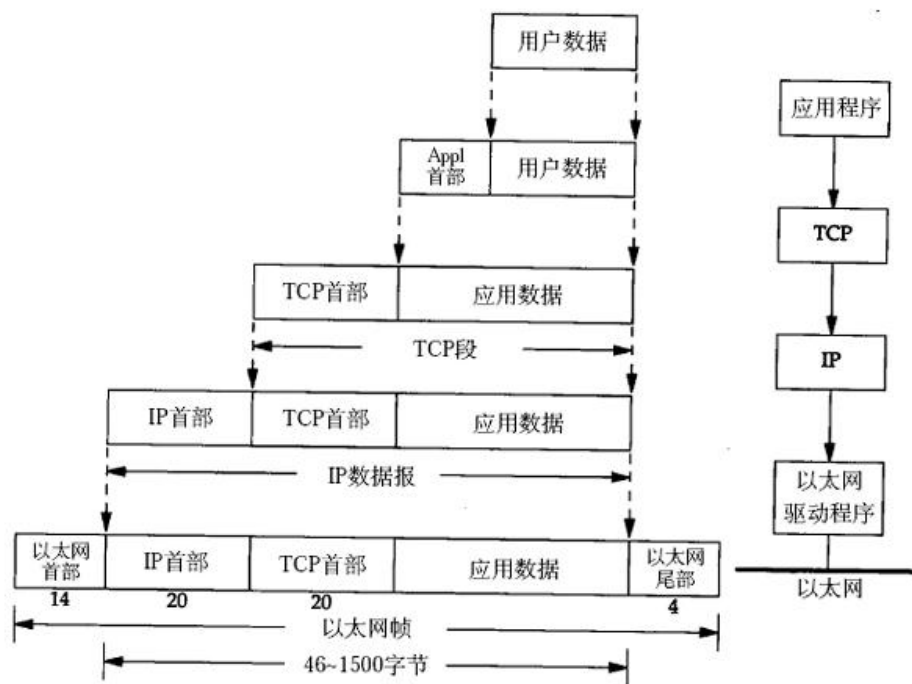 用户数据
应用程序
Appl
首部
用户数据
TCP
TCP首部
应用数据
TCP段
IP
IP首部
TCP首部
应用数据
IP数据报
以太网
驱动程序
以太网
首部
IP首部
TCP首部
应用数据
以太网
尾部
以太网
14
20
20
4
以太网帧
46~1500字节